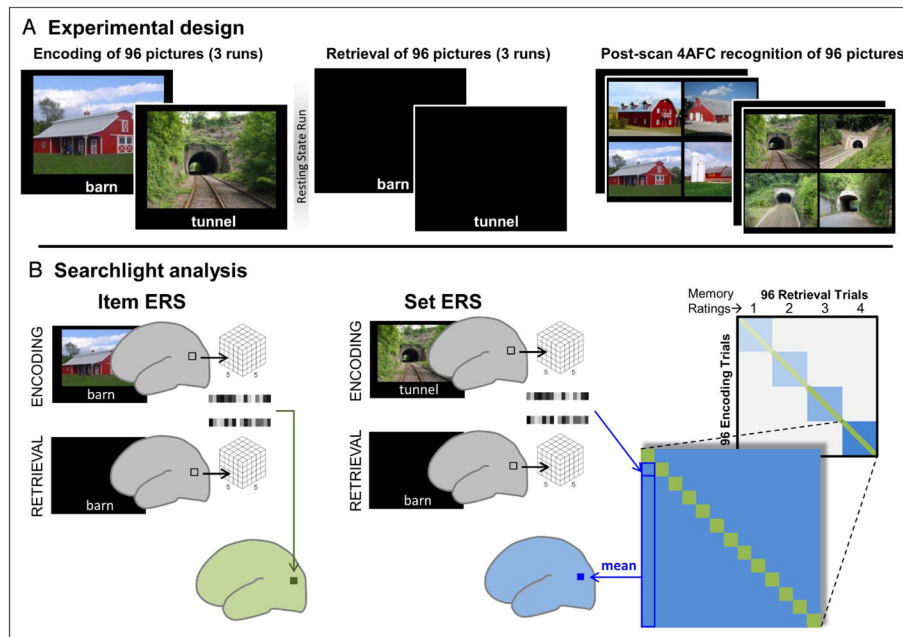 A Experimental design
Encoding of 96 pictures (3 runs)
barn
tunnel
Resting State Run
Retrieval of 96 pictures (3 runs)
barn
tunnel
Post-scan 4AFC recognition of 96 pictures
B Searchlight analysis
Item ERS
ENCODING
barn
5 5
RETRIEVAL
barn
5 5
Set ERS
ENCODING
tunnel
5 5
RETRIEVAL
barn
5 5
mean
Memory
Ratings→
96 Retrieval Trials
1 2 3 4
96 Encoding Trials